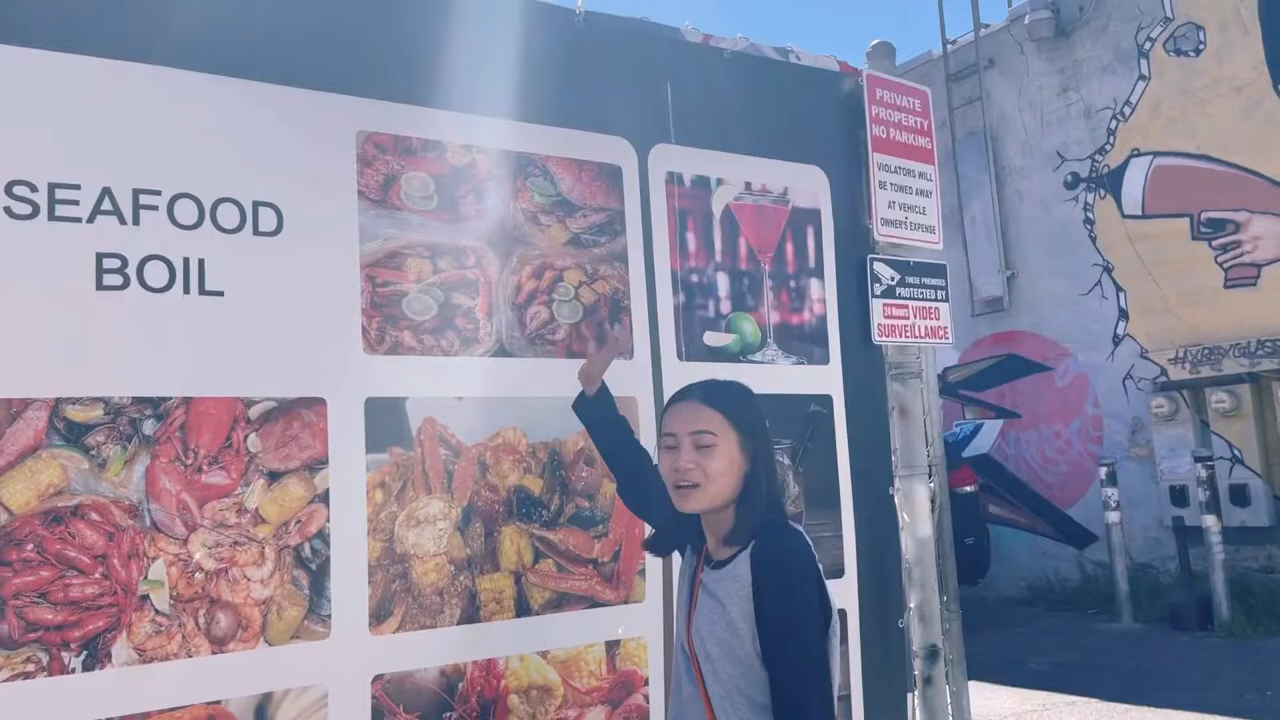 SEAFOOD
BOIL
PRIVATE
PROPERTY
NO PARKING
VIOLATORS WILL
BE TOWED AWAY
AT VEHICLE
OWNER'S EXPENSE
THESE PREMISES
PROTECTED BY
24 Hours VIDEO
SURVEILLANCE